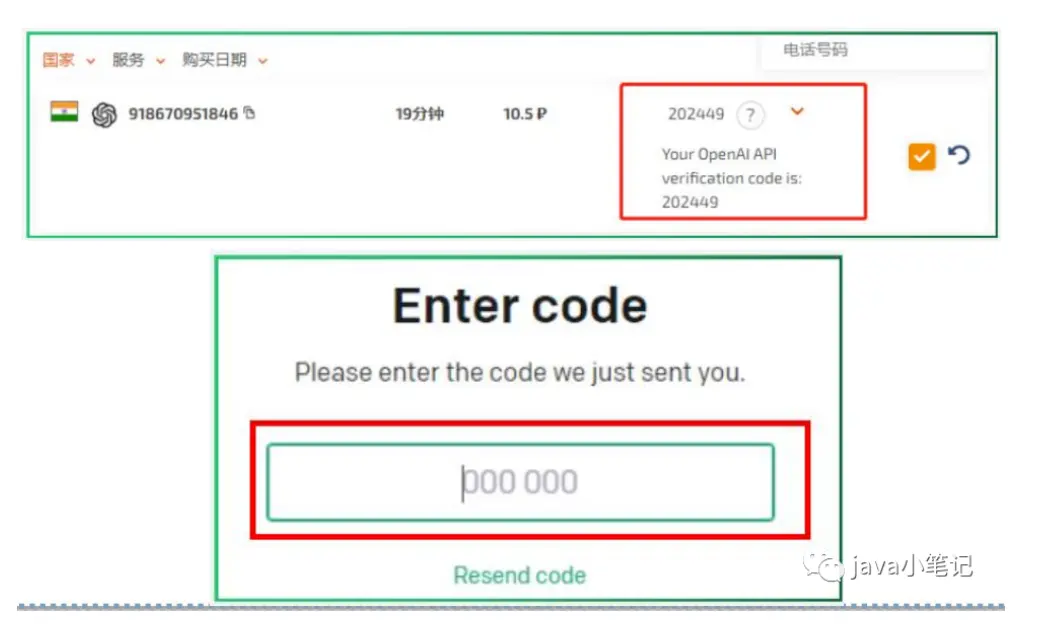 国家 服务 购买日期 电话号码
918670951846 19分钟 10.5 ₽ 202449 ?
Your OpenAI API
verification code is:
202449
Enter code
Please enter the code we just sent you.
000 000
Resend code
java小笔记